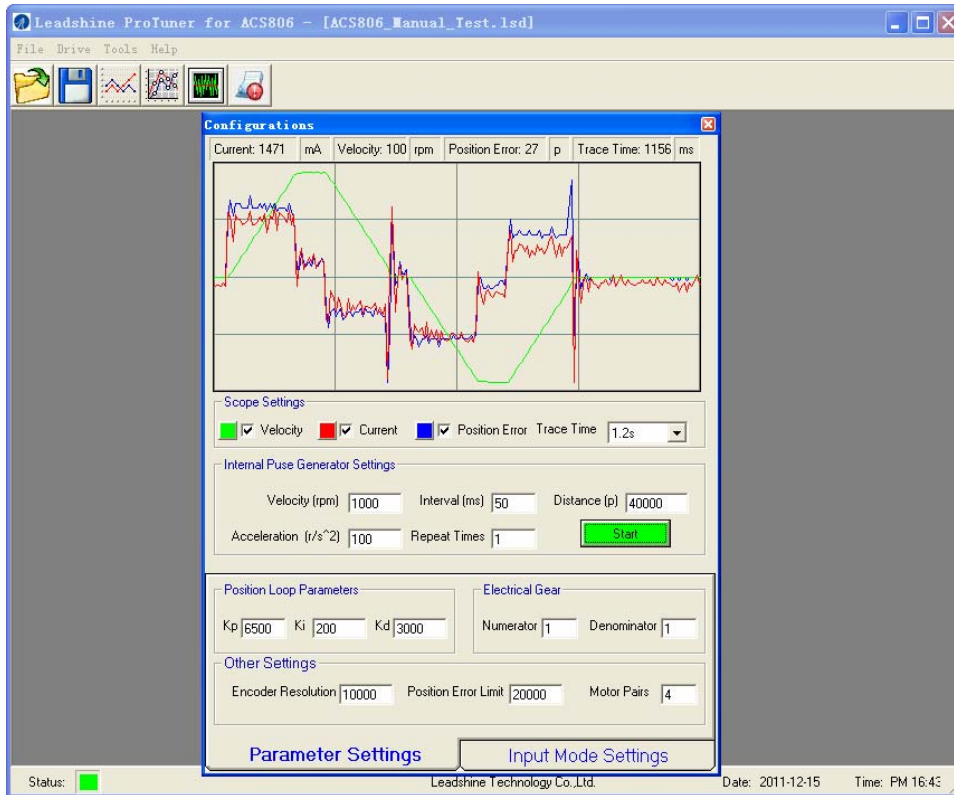 Leadshine ProTuner for ACS806 - [ACS806_Manual_Test.lsd]
File Drive Tools Help
Configurations
Current: 1471 mA Velocity: 100 rpm Position Error: 27 p Trace Time: 1156 ms
Scope Settings
Velocity Current Position Error Trace Time 1.2s
Internal Puse Generator Settings
Velocity (rpm) 1000 Interval (ms) 50 Distance (p) 40000
Acceleration (r/s^2) 100 Repeat Times 1 Start
Position Loop Parameters Electrical Gear
Kp 6500 Ki 200 Kd 3000 Numerator 1 Denominator 1
Other Settings
Encoder Resolution 10000 Position Error Limit 20000 Motor Pairs 4
Parameter Settings Input Mode Settings
Status: Leadshine Technology Co.,Ltd. Date: 2011-12-15 Time: PM 16:43